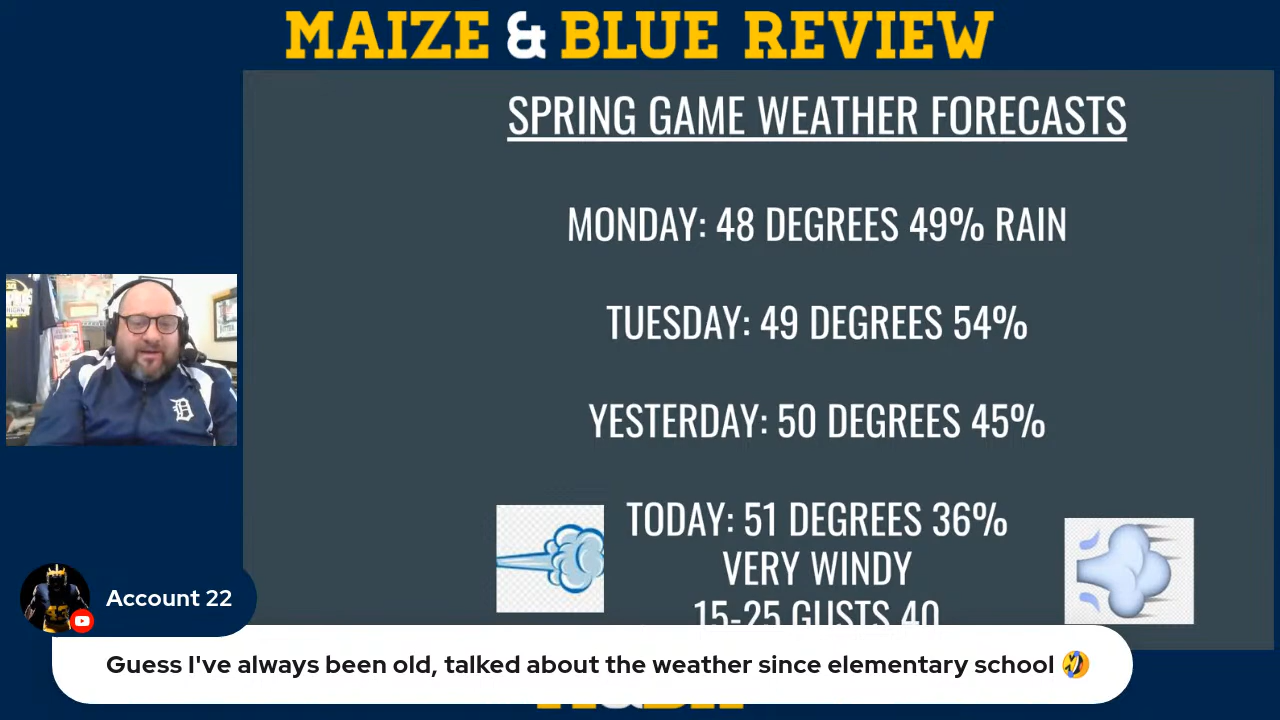 MAIZE & BLUE REVIEW
SPRING GAME WEATHER FORECASTS
MONDAY: 48 DEGREES 49% RAIN
TUESDAY: 49 DEGREES 54%
YESTERDAY: 50 DEGREES 45%
TODAY: 51 DEGREES 36%
VERY WINDY
15-25 GUSTS 40
Account 22
Guess I've always been old, talked about the weather since elementary school 🤣